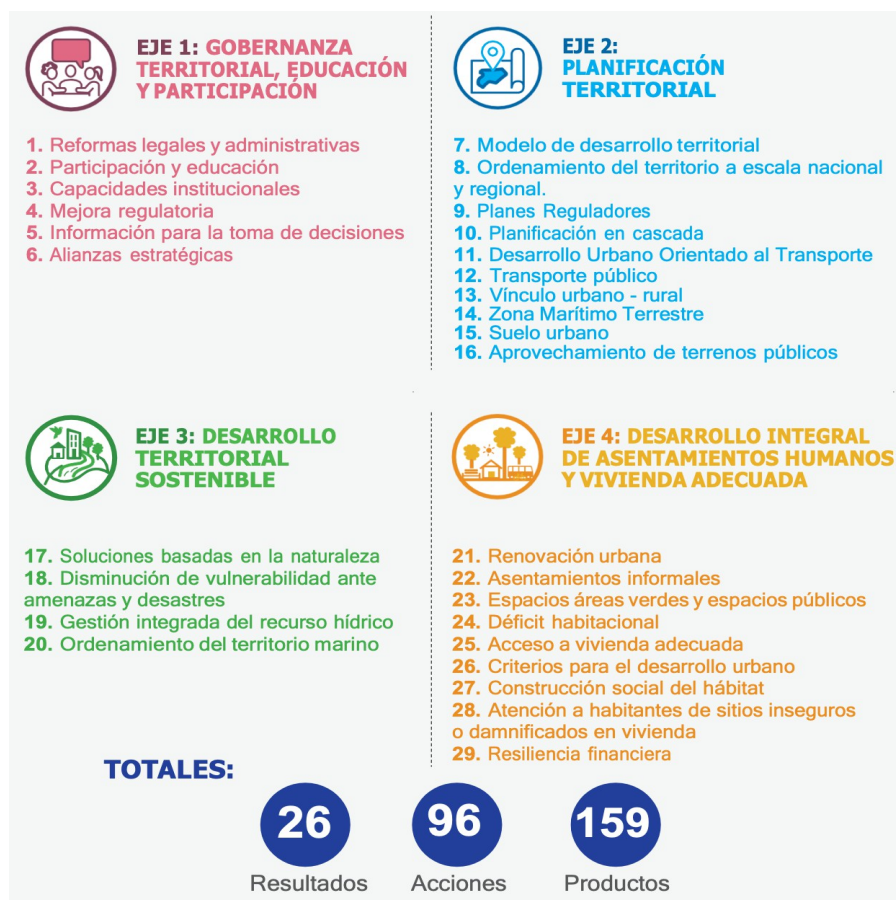 EJE 1: GOBERNANZA
TERRITORIAL, EDUCACIÓN
Y PARTICIPACIÓN
1. Reformas legales y administrativas
2. Participación y educación
3. Capacidades institucionales
4. Mejora regulatoria
5. Información para la toma de decisiones
6. Alianzas estratégicas
EJE 2:
PLANIFICACIÓN
TERRITORIAL
7. Modelo de desarrollo territorial
8. Ordenamiento del territorio a escala nacional
y regional.
9. Planes Reguladores
10. Planificación en cascada
11. Desarrollo Urbano Orientado al Transporte
12. Transporte público
13. Vínculo urbano - rural
14. Zona Marítimo Terrestre
15. Suelo urbano
16. Aprovechamiento de terrenos públicos
EJE 3: DESARROLLO
TERRITORIAL
SOSTENIBLE
17. Soluciones basadas en la naturaleza
18. Disminución de vulnerabilidad ante
amenazas y desastres
19. Gestión integrada del recurso hídrico
20. Ordenamiento del territorio marino
EJE 4: DESARROLLO INTEGRAL
DE ASENTAMIENTOS HUMANOS
Y VIVIENDA ADECUADA
21. Renovación urbana
22. Asentamientos informales
23. Espacios áreas verdes y espacios públicos
24. Déficit habitacional
25. Acceso a vivienda adecuada
26. Criterios para el desarrollo urbano
27. Construcción social del hábitat
28. Atención a habitantes de sitios inseguros
o damnificados en vivienda
29. Resiliencia financiera
TOTALES:
26
Resultados
96
Acciones
159
Productos